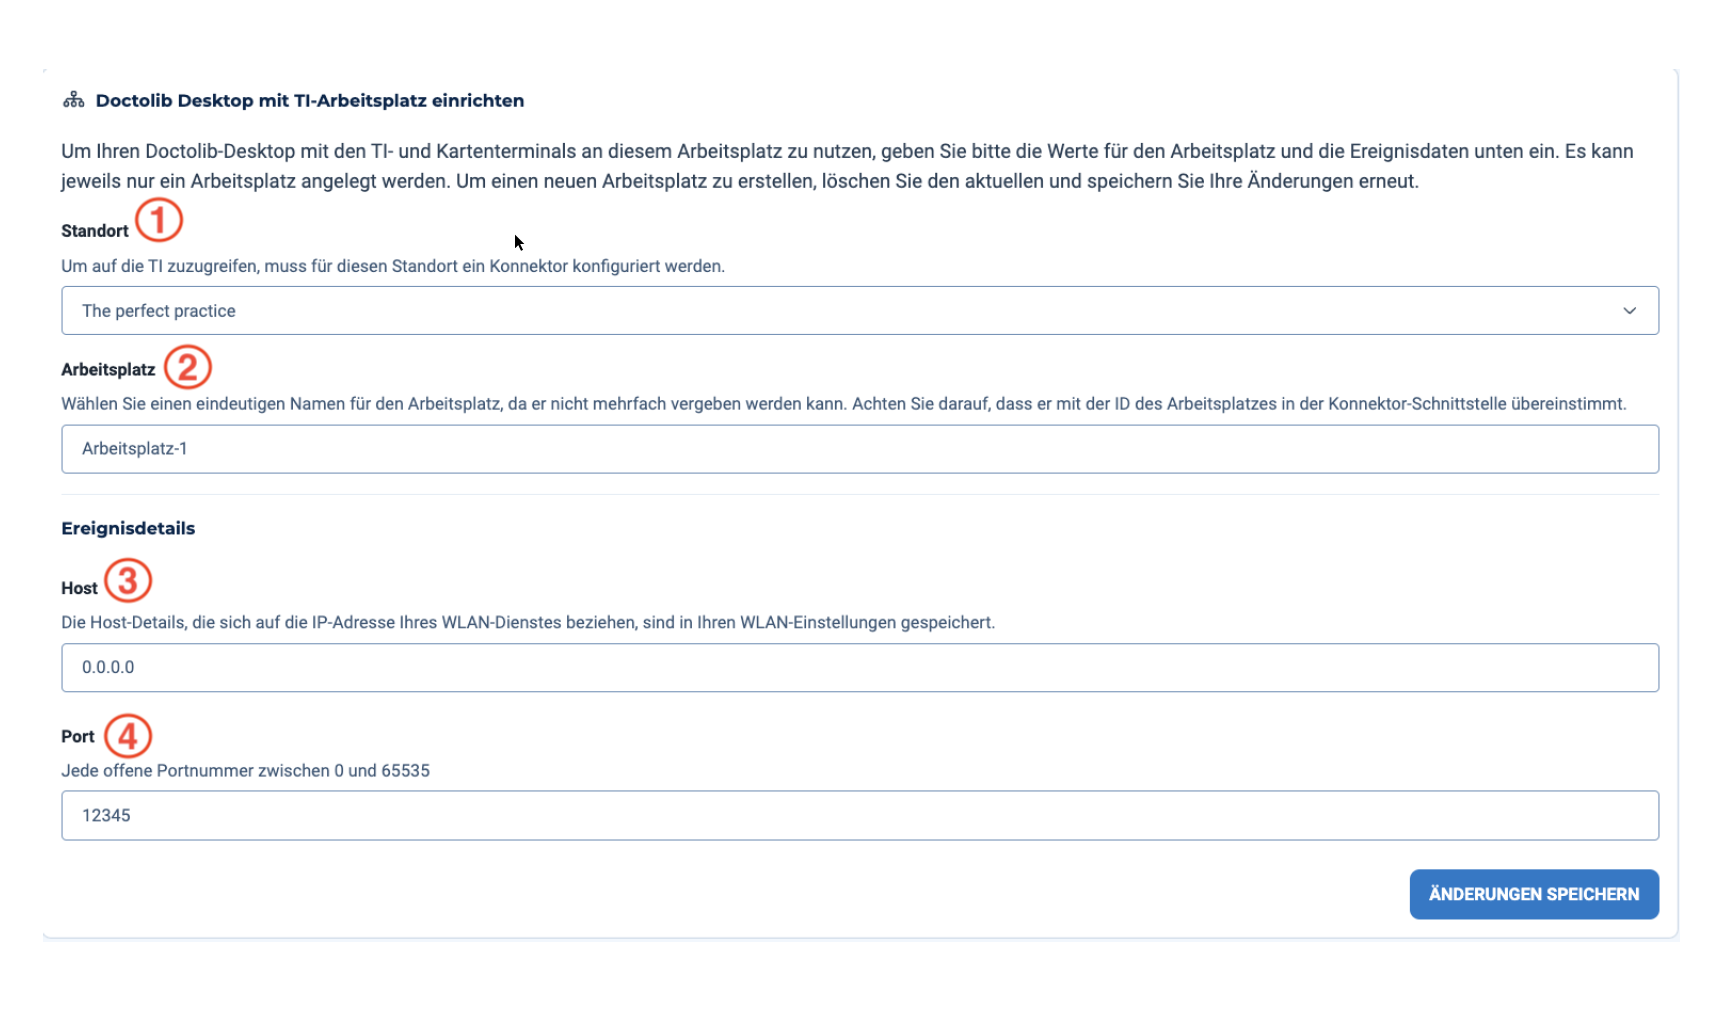 Doctolib Desktop mit TI-Arbeitsplatz einrichten
Um Ihren Doctolib-Desktop mit den TI- und Kartenterminals an diesem Arbeitsplatz zu nutzen, geben Sie bitte die Werte für den Arbeitsplatz und die Ereignisdaten unten ein. Es kann
jeweils nur ein Arbeitsplatz angelegt werden. Um einen neuen Arbeitsplatz zu erstellen, löschen Sie den aktuellen und speichern Sie Ihre Änderungen erneut.
Standort 1
Um auf die TI zuzugreifen, muss für diesen Standort ein Konnektor konfiguriert werden.
The perfect practice
Arbeitsplatz 2
Wählen Sie einen eindeutigen Namen für den Arbeitsplatz, da er nicht mehrfach vergeben werden kann. Achten Sie darauf, dass er mit der ID des Arbeitsplatzes in der Konnektor-Schnittstelle übereinstimmt.
Arbeitsplatz-1
Ereignisdetails
Host 3
Die Host-Details, die sich auf die IP-Adresse Ihres WLAN-Dienstes beziehen, sind in Ihren WLAN-Einstellungen gespeichert.
0.0.0.0
Port 4
Jede offene Portnummer zwischen 0 und 65535
12345
ÄNDERUNGEN SPEICHERN